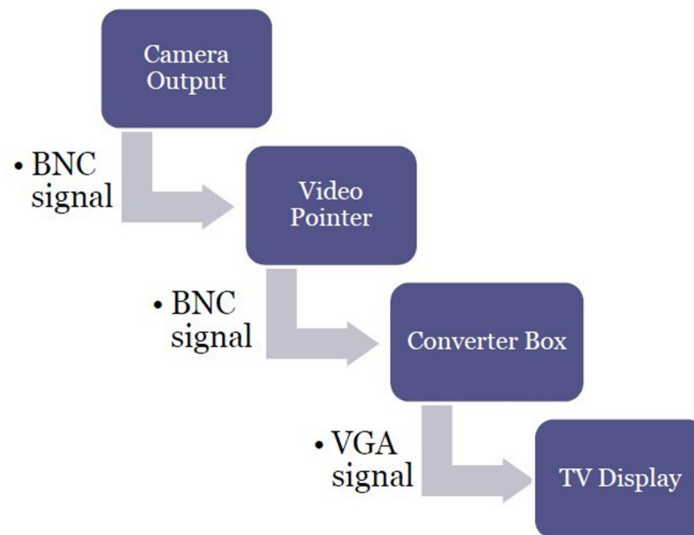 Camera
Output
• BNC
signal
Video
Pointer
• BNC
signal
Converter Box
• VGA
signal
TV Display